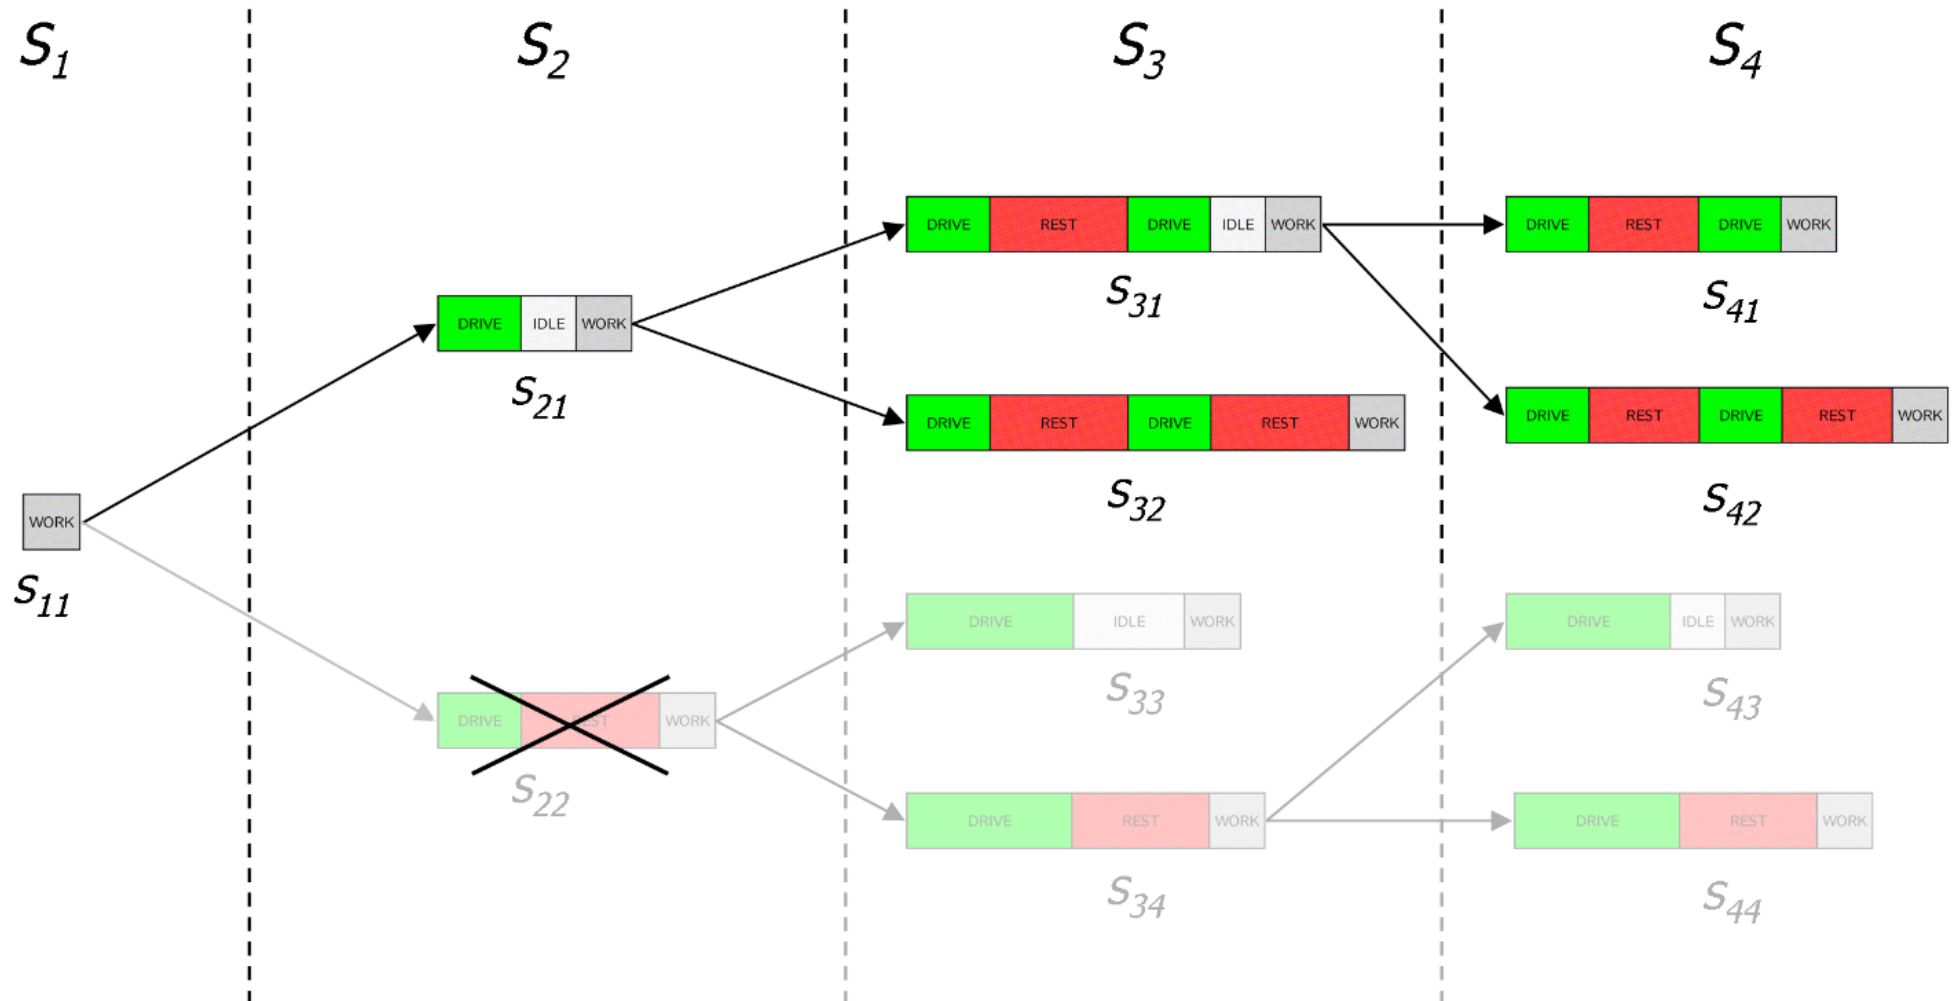 S1 S2 S3 S4
DRIVE REST DRIVE IDLE WORK
DRIVE REST DRIVE WORK
S31
S41
DRIVE IDLE WORK
S21
DRIVE REST DRIVE REST WORK
DRIVE REST DRIVE REST WORK
S32
S42
WORK
S11
DRIVE IDLE WORK
DRIVE IDLE WORK
S33
S43
DRIVE REST WORK
S22
DRIVE REST WORK
DRIVE REST WORK
S34
S44